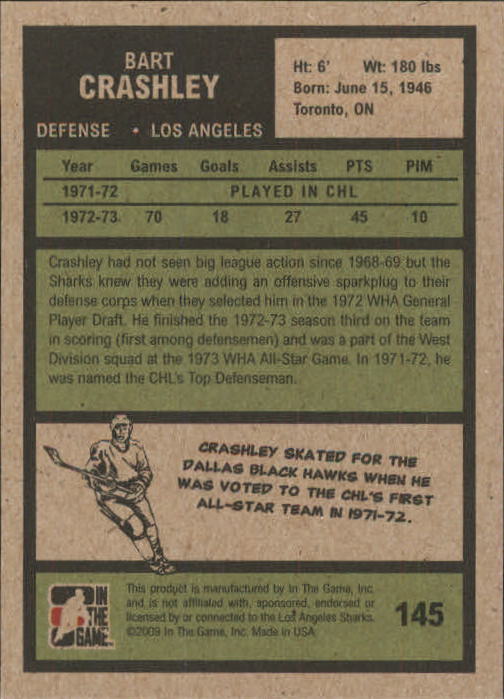 BART
CRASHLEY
DEFENSE • LOS ANGELES
Ht: 6' Wt: 180 lbs
Born: June 15, 1946
Toronto, ON
Year Games Goals Assists PTS PIM
1971-72 PLAYED IN CHL
1972-73 70 18 27 45 10
Crashley had not seen big league action since 1968-69 but the
Sharks knew they were adding an offensive sparkplug to their
defense corps when they selected him in the 1972 WHA General
Player Draft. He finished the 1972-73 season third on the team
in scoring (first among defensemen) and was a part of the West
Division squad at the 1973 WHA All-Star Game. In 1971-72, he
was named the CHL's Top Defenseman.
CRASHLEY SKATED FOR THE
DALLAS BLACK HAWKS WHEN HE
WAS VOTED TO THE CHL'S FIRST
ALL-STAR TEAM IN 1971-72.
IN
THE
GAME
This product is manufactured by In The Game, Inc.
and is not affiliated with, sponsored, endorsed or
licensed by or connected to the Los Angeles Sharks.
©2009 In The Game, Inc. Made in USA
145